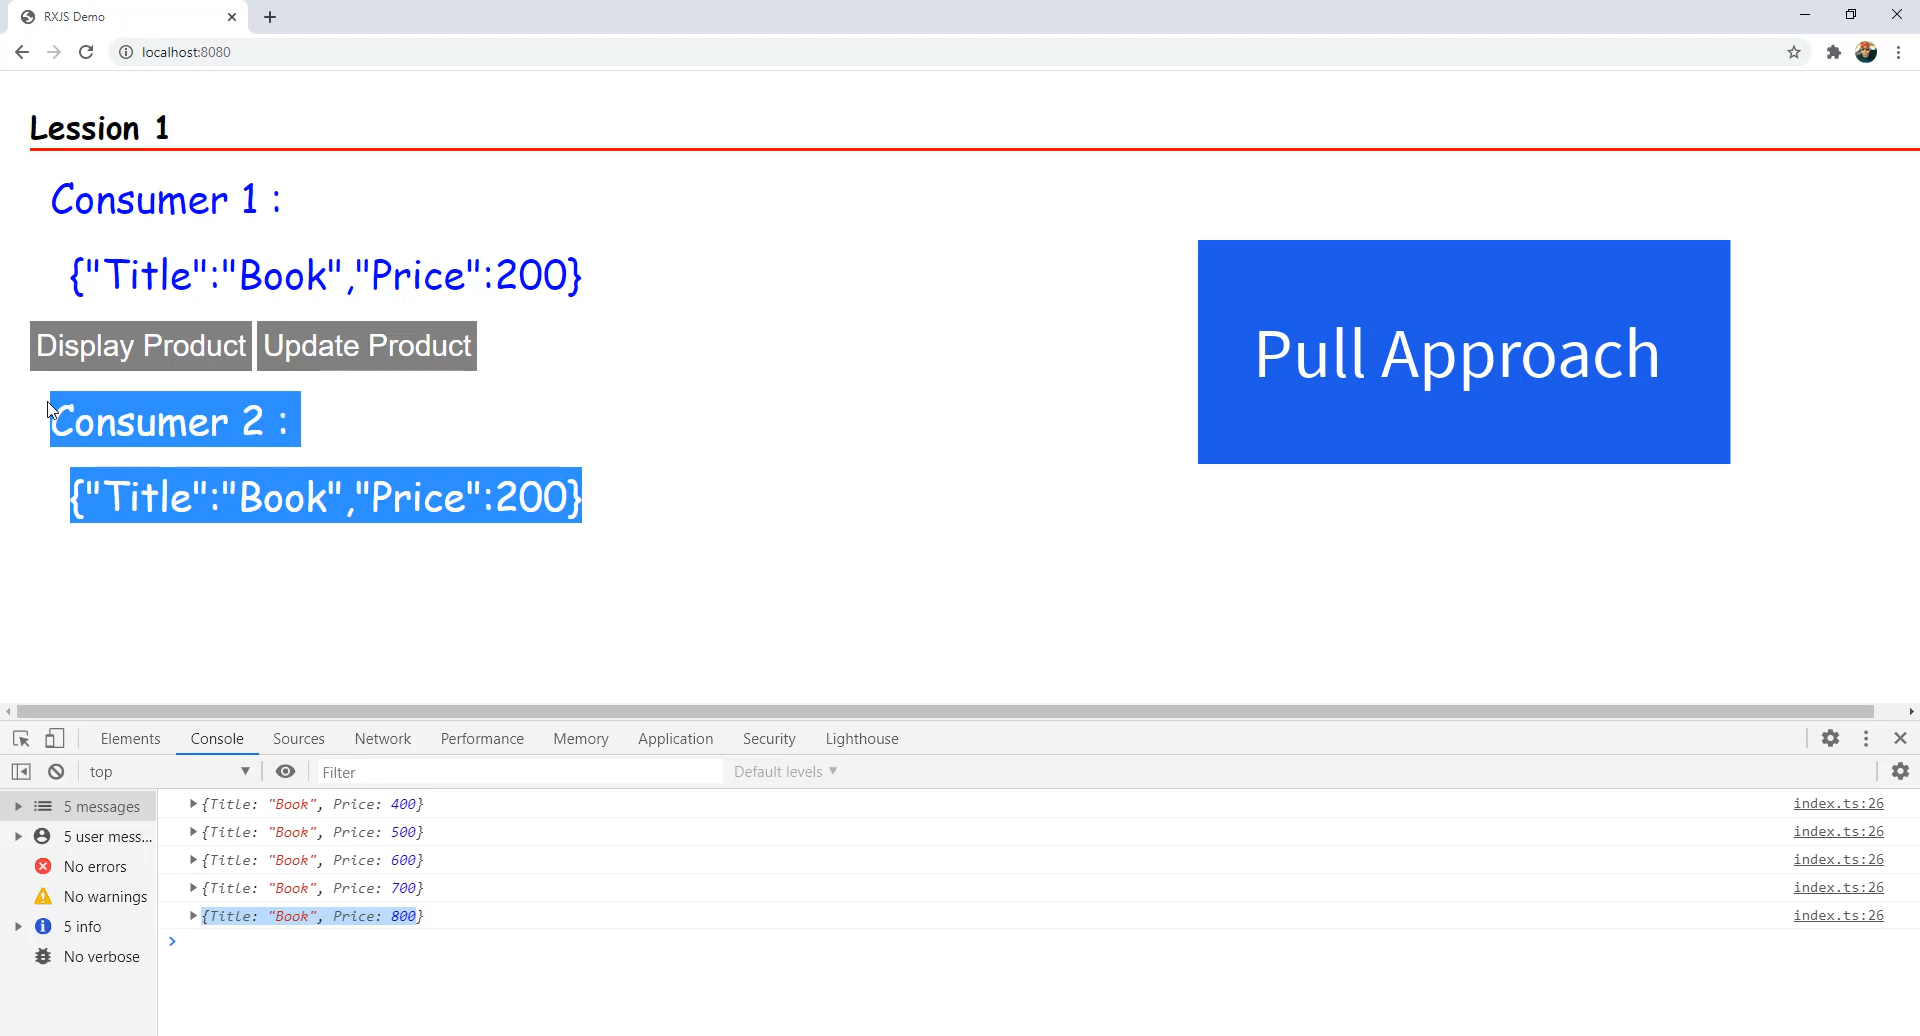 RXJS Demo
localhost:8080
Lession 1
Consumer 1 :
{"Title":"Book","Price":200}
Display Product Update Product
Consumer 2 :
{"Title":"Book","Price":200}
Pull Approach
Elements Console Sources Network Performance Memory Application Security Lighthouse
top Filter Default levels
5 messages
5 user mess...
No errors
No warnings
5 info
No verbose
{Title: "Book", Price: 400} index.ts:26
{Title: "Book", Price: 500} index.ts:26
{Title: "Book", Price: 600} index.ts:26
{Title: "Book", Price: 700} index.ts:26
{Title: "Book", Price: 800} index.ts:26